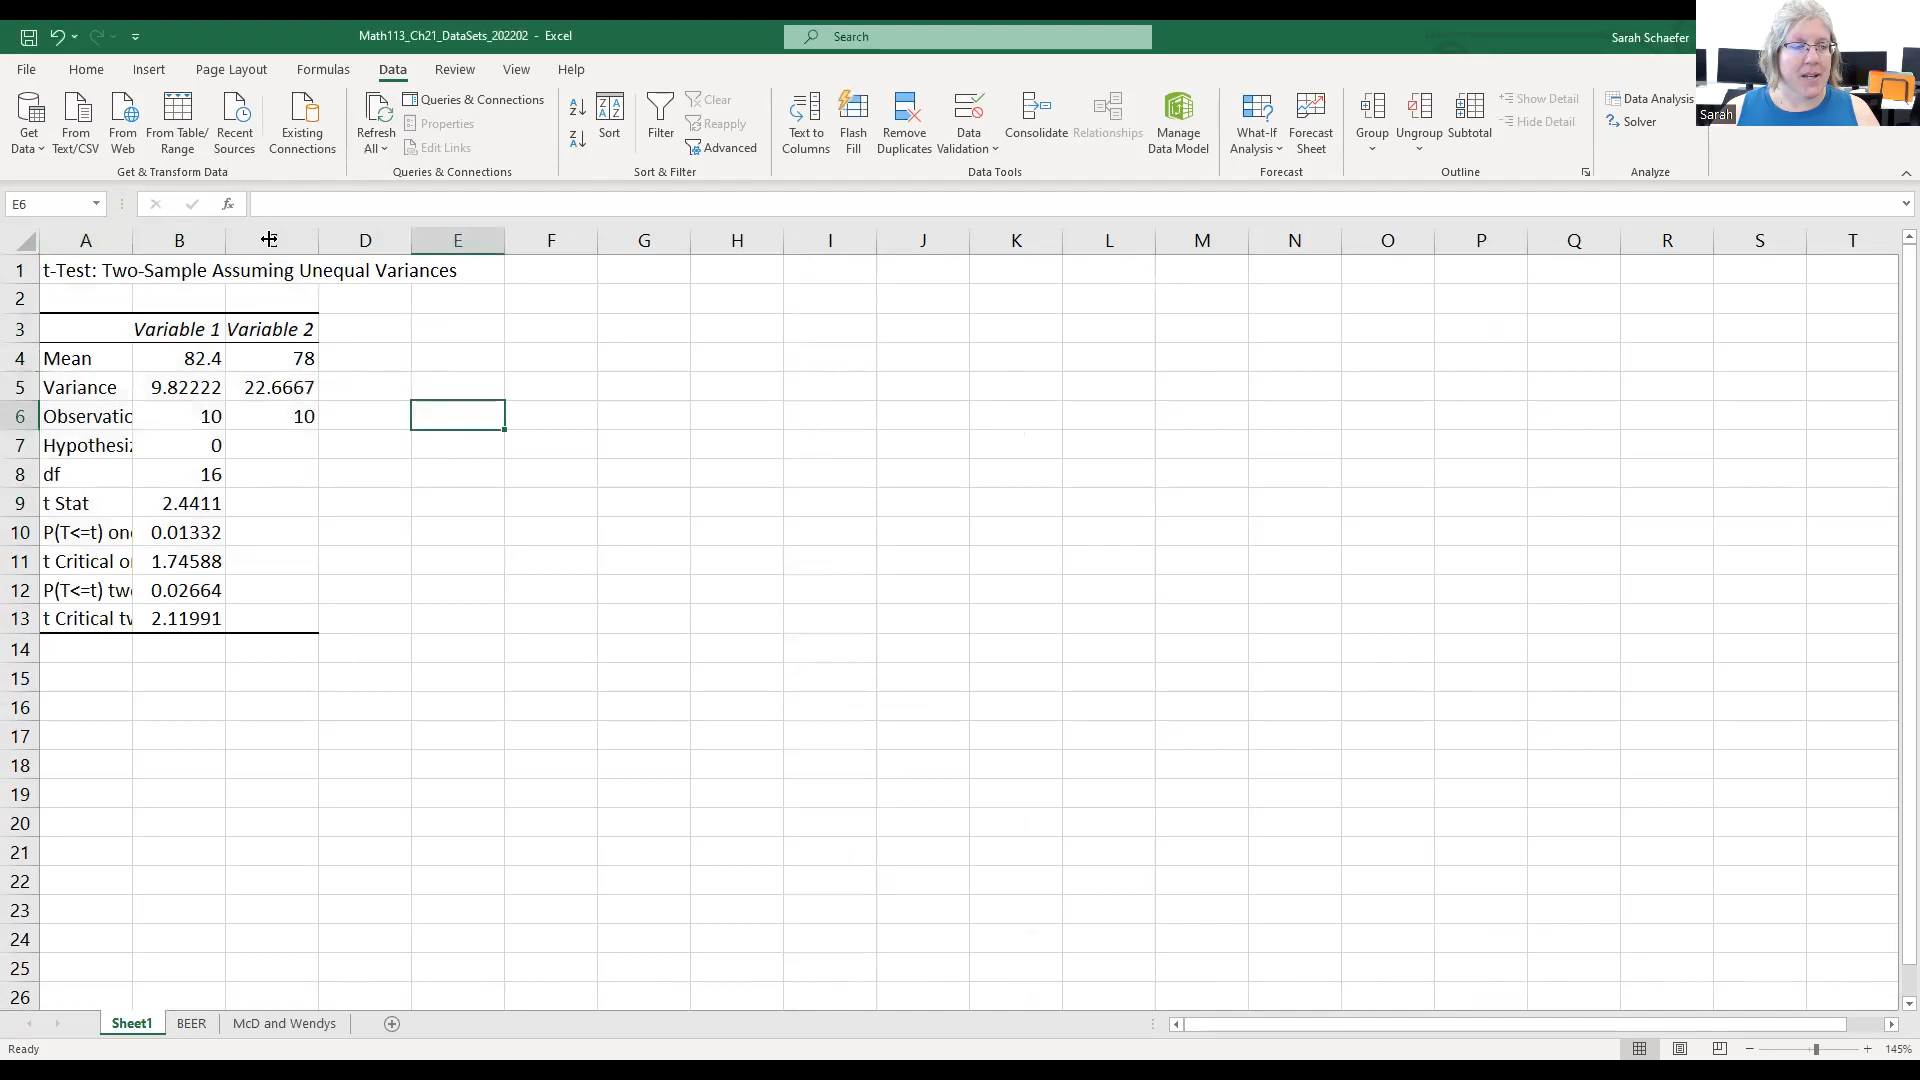 Math113_Ch21_DataSets_202202 - Excel
Search
Sarah Schaefer
Sarah
File Home Insert Page Layout Formulas Data Review View Help
Get Data
From Text/CSV
From Web
From Table/ Range
Recent Sources
Existing Connections
Get & Transform Data
Refresh All
Queries & Connections
Properties
Edit Links
Queries & Connections
Sort
Filter
Clear
Reapply
Advanced
Sort & Filter
Text to Columns
Flash Fill
Remove Duplicates
Data Validation
Consolidate
Relationships
Manage Data Model
Data Tools
What-If Analysis
Forecast Sheet
Forecast
Group
Ungroup
Subtotal
Show Detail
Hide Detail
Outline
Data Analysis
Solver
Analyze
E6
fx
A B D E F G H I J K L M N O P Q R S T
1 t-Test: Two-Sample Assuming Unequal Variances
2
3 Variable 1 Variable 2
4 Mean 82.4 78
5 Variance 9.82222 22.6667
6 Observatio 10 10
7 Hypothesiz 0
8 df 16
9 t Stat 2.4411
10 P(T<=t) one 0.01332
11 t Critical o 1.74588
12 P(T<=t) two 0.02664
13 t Critical tw 2.11991
14
15
16
17
18
19
20
21
22
23
24
25
26
Sheet1 BEER McD and Wendys
Ready
145%